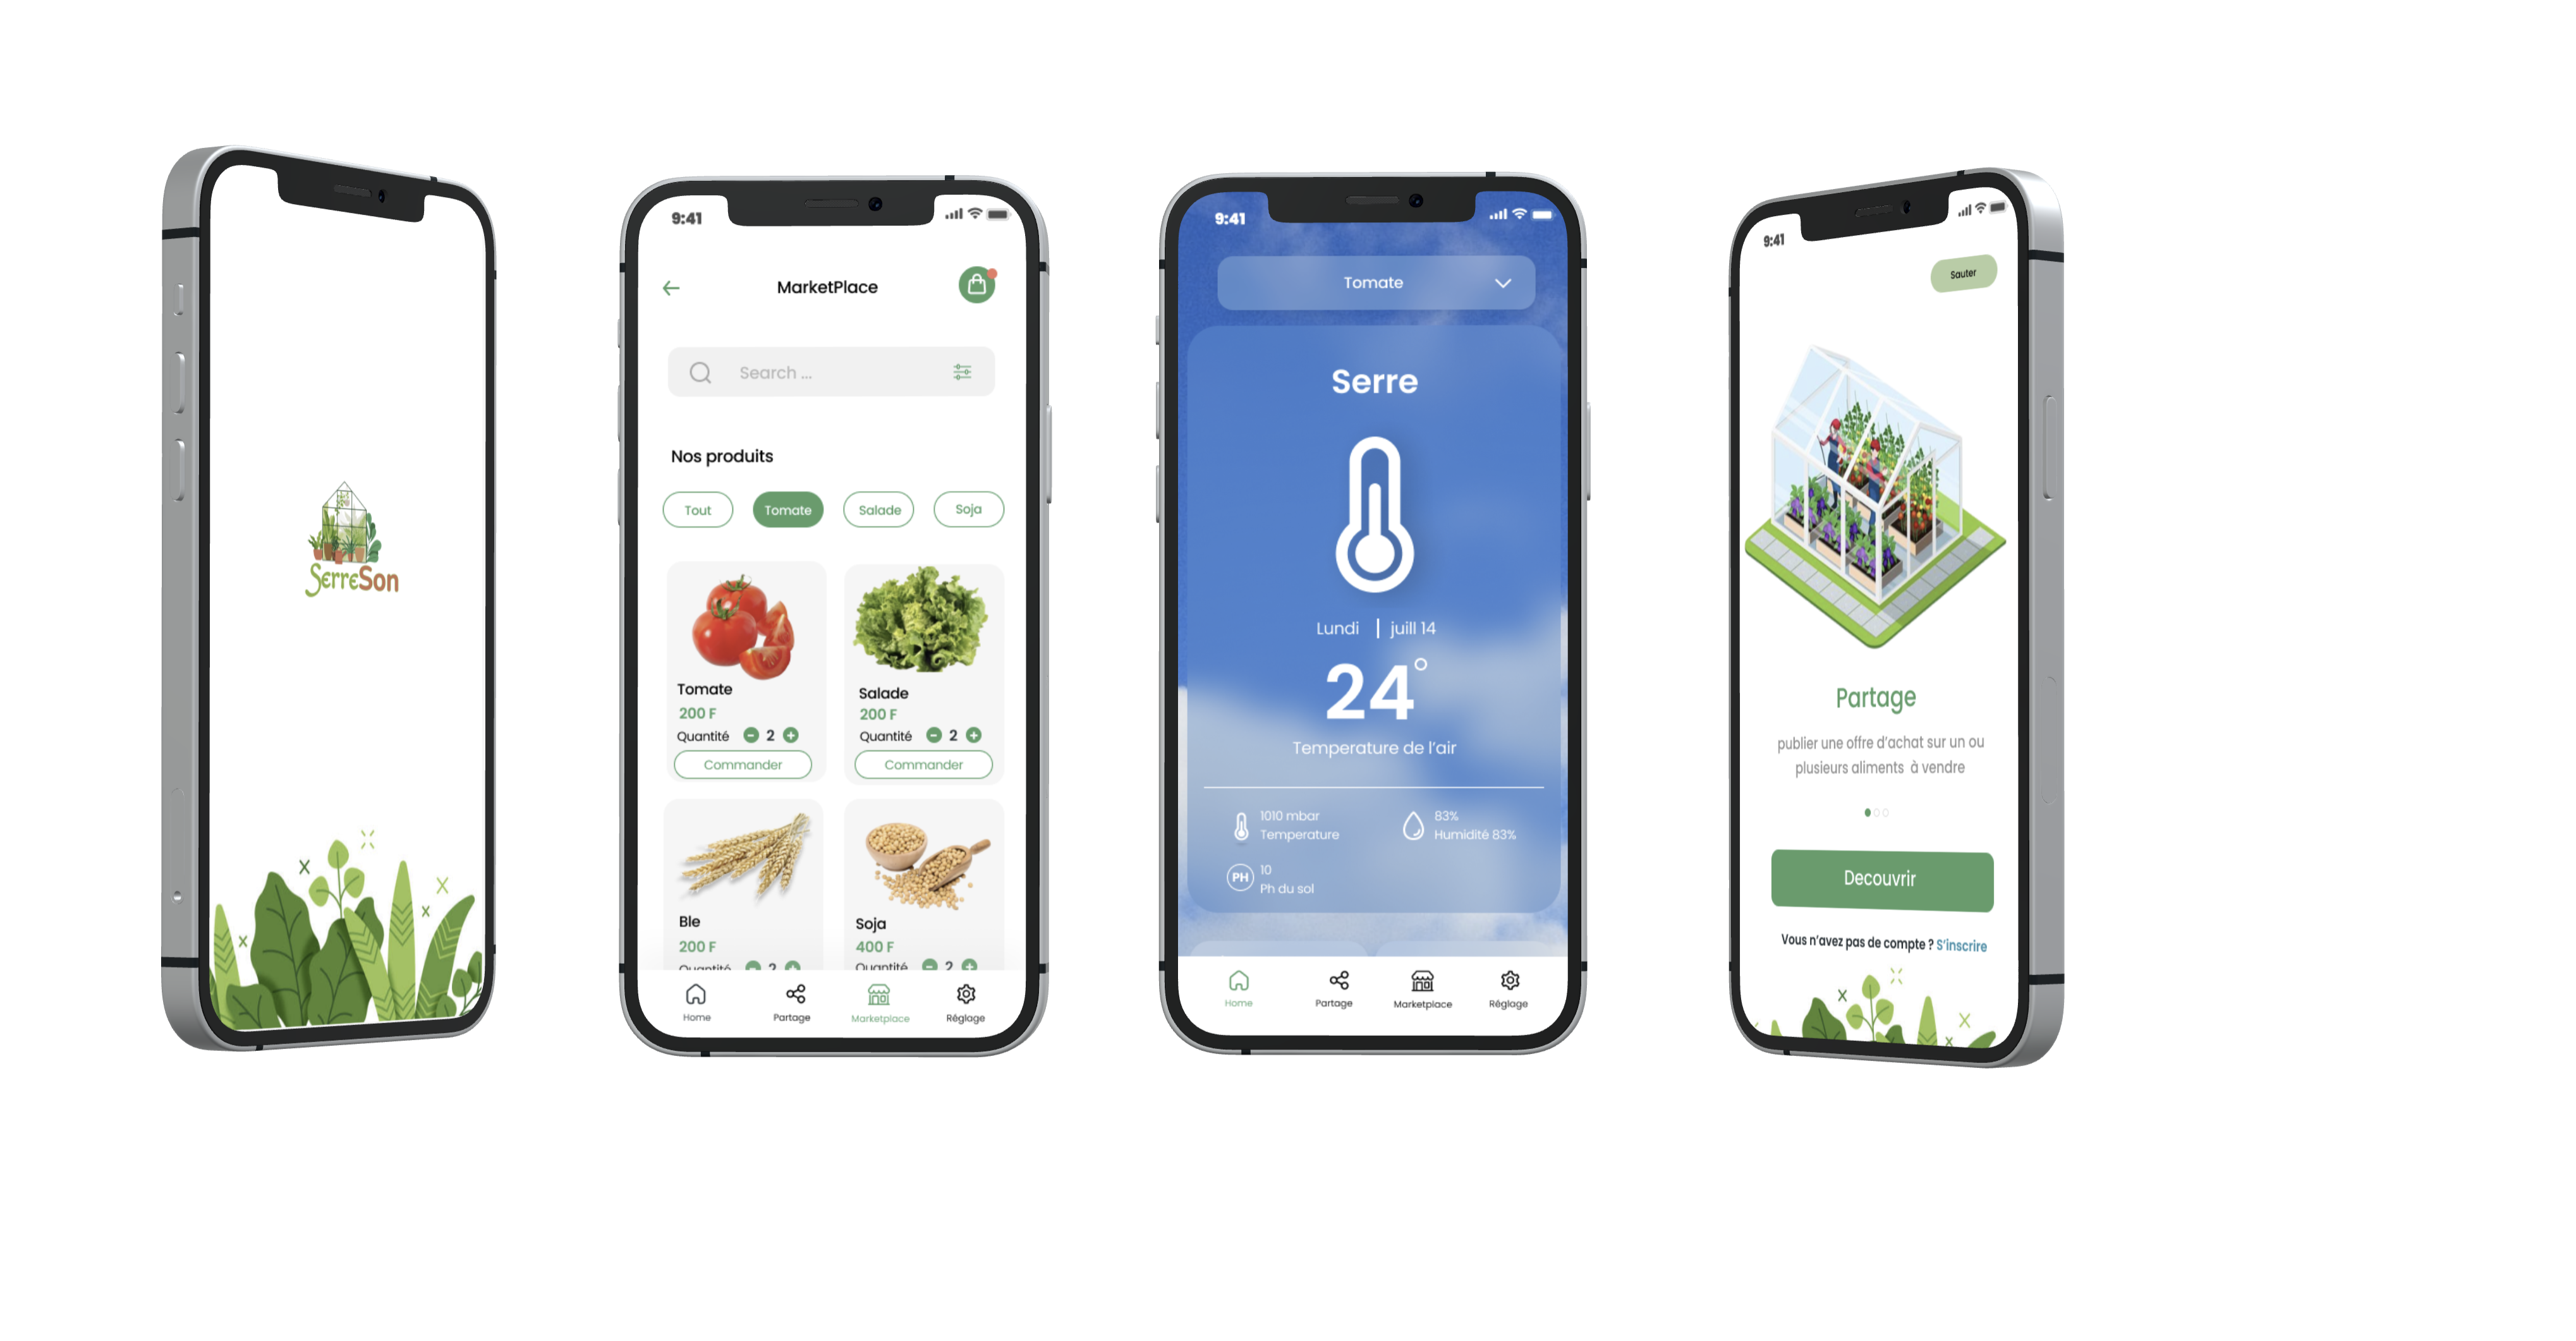 SerreSon
9:41
MarketPlace
Search ...
Nos produits
Tout Tomate Salade Soja
Tomate
200 F
Quantité 2
Commander
Salade
200 F
Quantité 2
Commander
Ble
200 F
Quantité 2
Soja
400 F
Quantité 2
Home Partage Marketplace Réglage
9:41
Tomate
Serre
Lundi | juill 14
24°
Temperature de l'air
1010 mbar
Temperature
83%
Humidité 83%
PH
10
Ph du sol
Home Partage Marketplace Réglage
9:41
Sauter
Partage
publier une offre d'achat sur un ou
plusieurs aliments à vendre
Decouvrir
Vous n'avez pas de compte ? S'inscrire